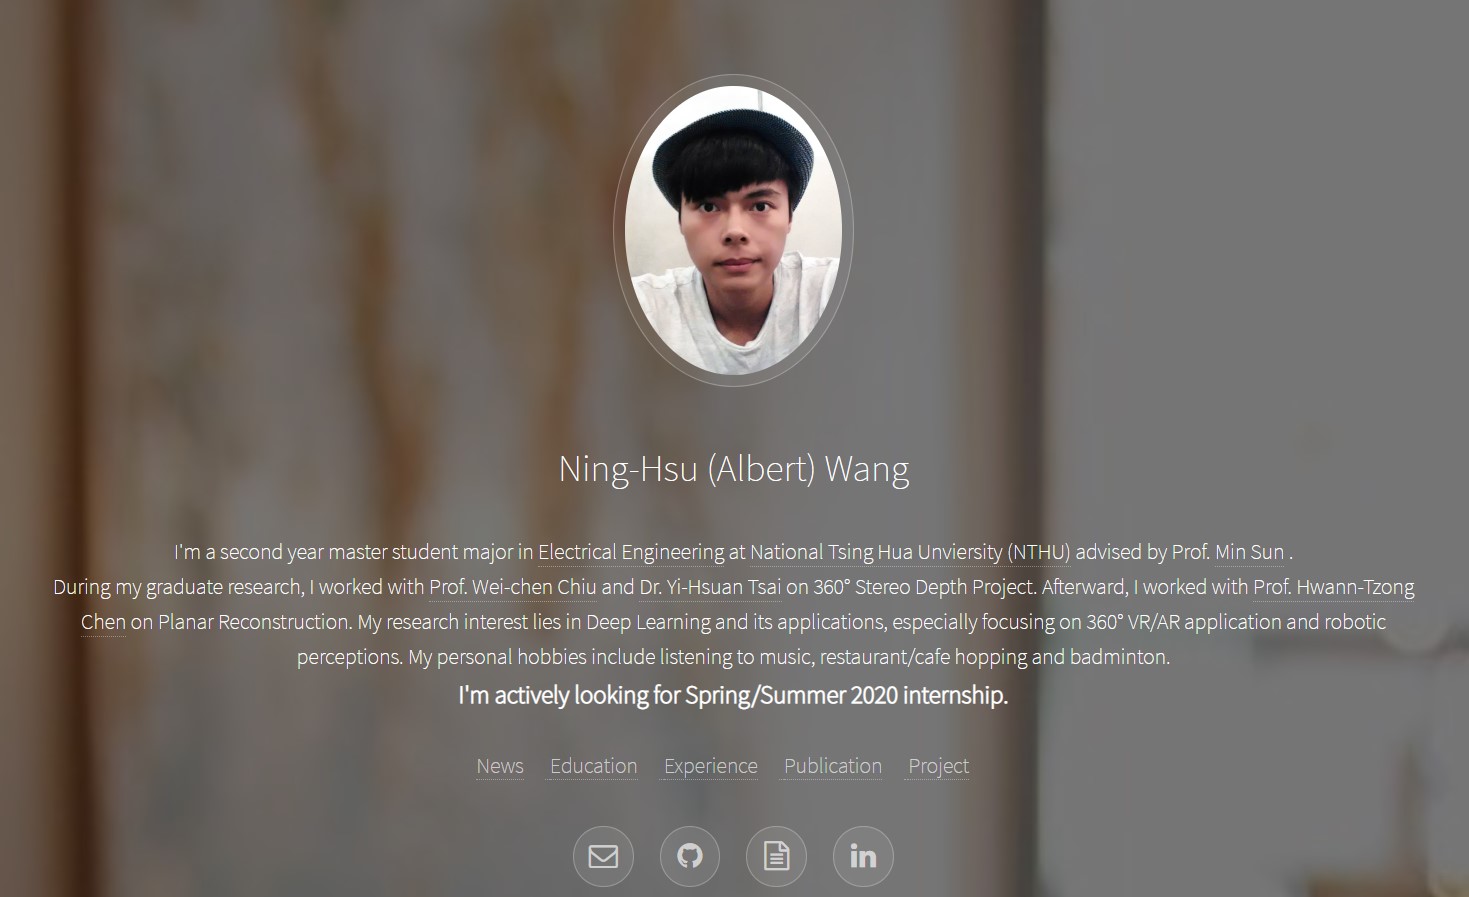 Ning-Hsu (Albert) Wang
I'm a second year master student major in Electrical Engineering at National Tsing Hua Unviersity (NTHU) advised by Prof. Min Sun .
During my graduate research, I worked with Prof. Wei-chen Chiu and Dr. Yi-Hsuan Tsai on 360° Stereo Depth Project. Afterward, I worked with Prof. Hwann-Tzong
Chen on Planar Reconstruction. My research interest lies in Deep Learning and its applications, especially focusing on 360° VR/AR application and robotic
perceptions. My personal hobbies include listening to music, restaurant/cafe hopping and badminton.
I'm actively looking for Spring/Summer 2020 internship.
News Education Experience Publication Project
in